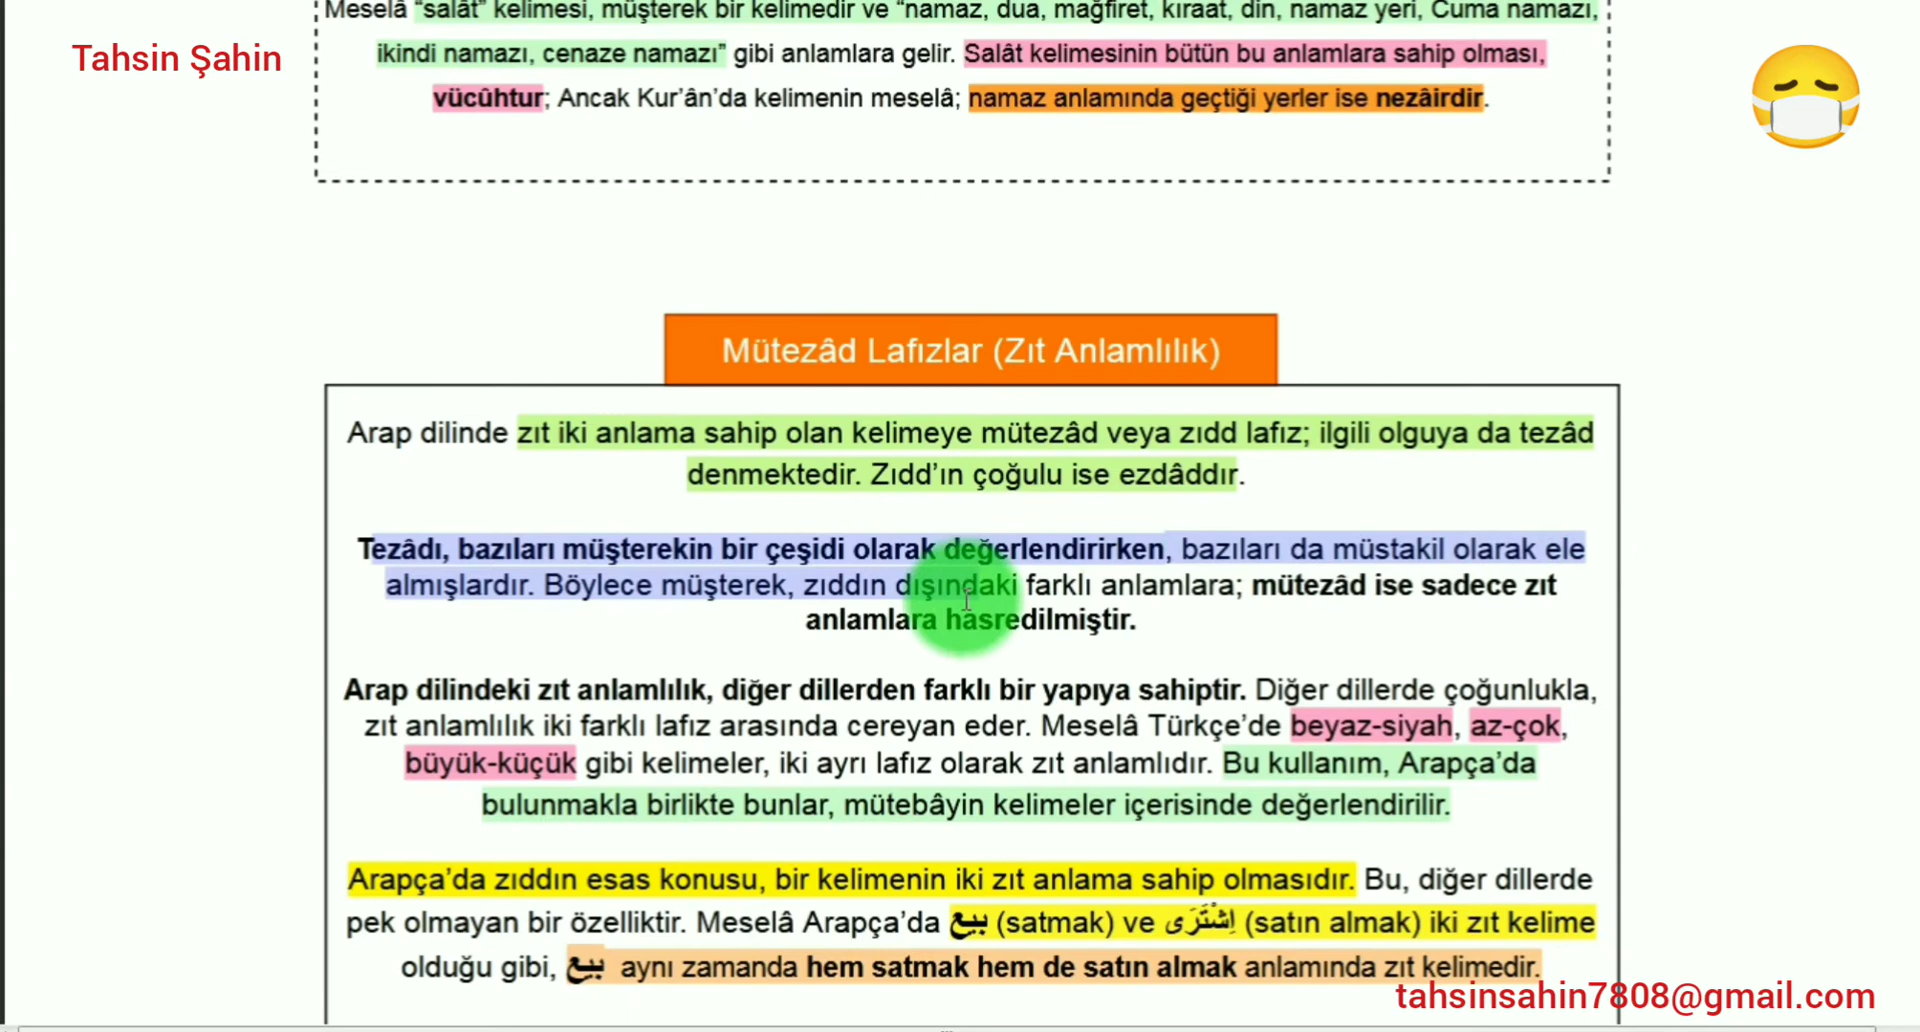 Meselâ “salât” kelimesi, müşterek bir kelimedir ve “namaz, dua, mağfiret, kıraat, din, namaz yeri, Cuma namazı,
Tahsin Şahin
ikindi namazı, cenaze namazı” gibi anlamlara gelir. Salât kelimesinin bütün bu anlamlara sahip olması,
vücûhtur; Ancak Kur’ân’da kelimenin meselâ; namaz anlamında geçtiği yerler ise nezâirdir.
Mütezâd Lafızlar (Zıt Anlamlılık)
Arap dilinde zıt iki anlama sahip olan kelimeye mütezâd veya zıdd lafız; ilgili olguya da tezâd
denmektedir. Zıdd’ın çoğulu ise ezdâddır.
Tezâdı, bazıları müşterekin bir çeşidi olarak değerlendirirken, bazıları da müstakil olarak ele
almışlardır. Böylece müşterek, zıddın dışındaki farklı anlamlara; mütezâd ise sadece zıt
anlamlara hasredilmiştir.
Arap dilindeki zıt anlamlılık, diğer dillerden farklı bir yapıya sahiptir. Diğer dillerde çoğunlukla,
zıt anlamlılık iki farklı lafız arasında cereyan eder. Meselâ Türkçe’de beyaz-siyah, az-çok,
büyük-küçük gibi kelimeler, iki ayrı lafız olarak zıt anlamlıdır. Bu kullanım, Arapça’da
bulunmakla birlikte bunlar, mütebâyin kelimeler içerisinde değerlendirilir.
Arapça’da zıddın esas konusu, bir kelimenin iki zıt anlama sahip olmasıdır. Bu, diğer dillerde
pek olmayan bir özelliktir. Meselâ Arapça’da بيع (satmak) ve اِشْتَرَى (satın almak) iki zıt kelime
olduğu gibi, بيع aynı zamanda hem satmak hem de satın almak anlamında zıt kelimedir.
tahsinsahin7808@gmail.com